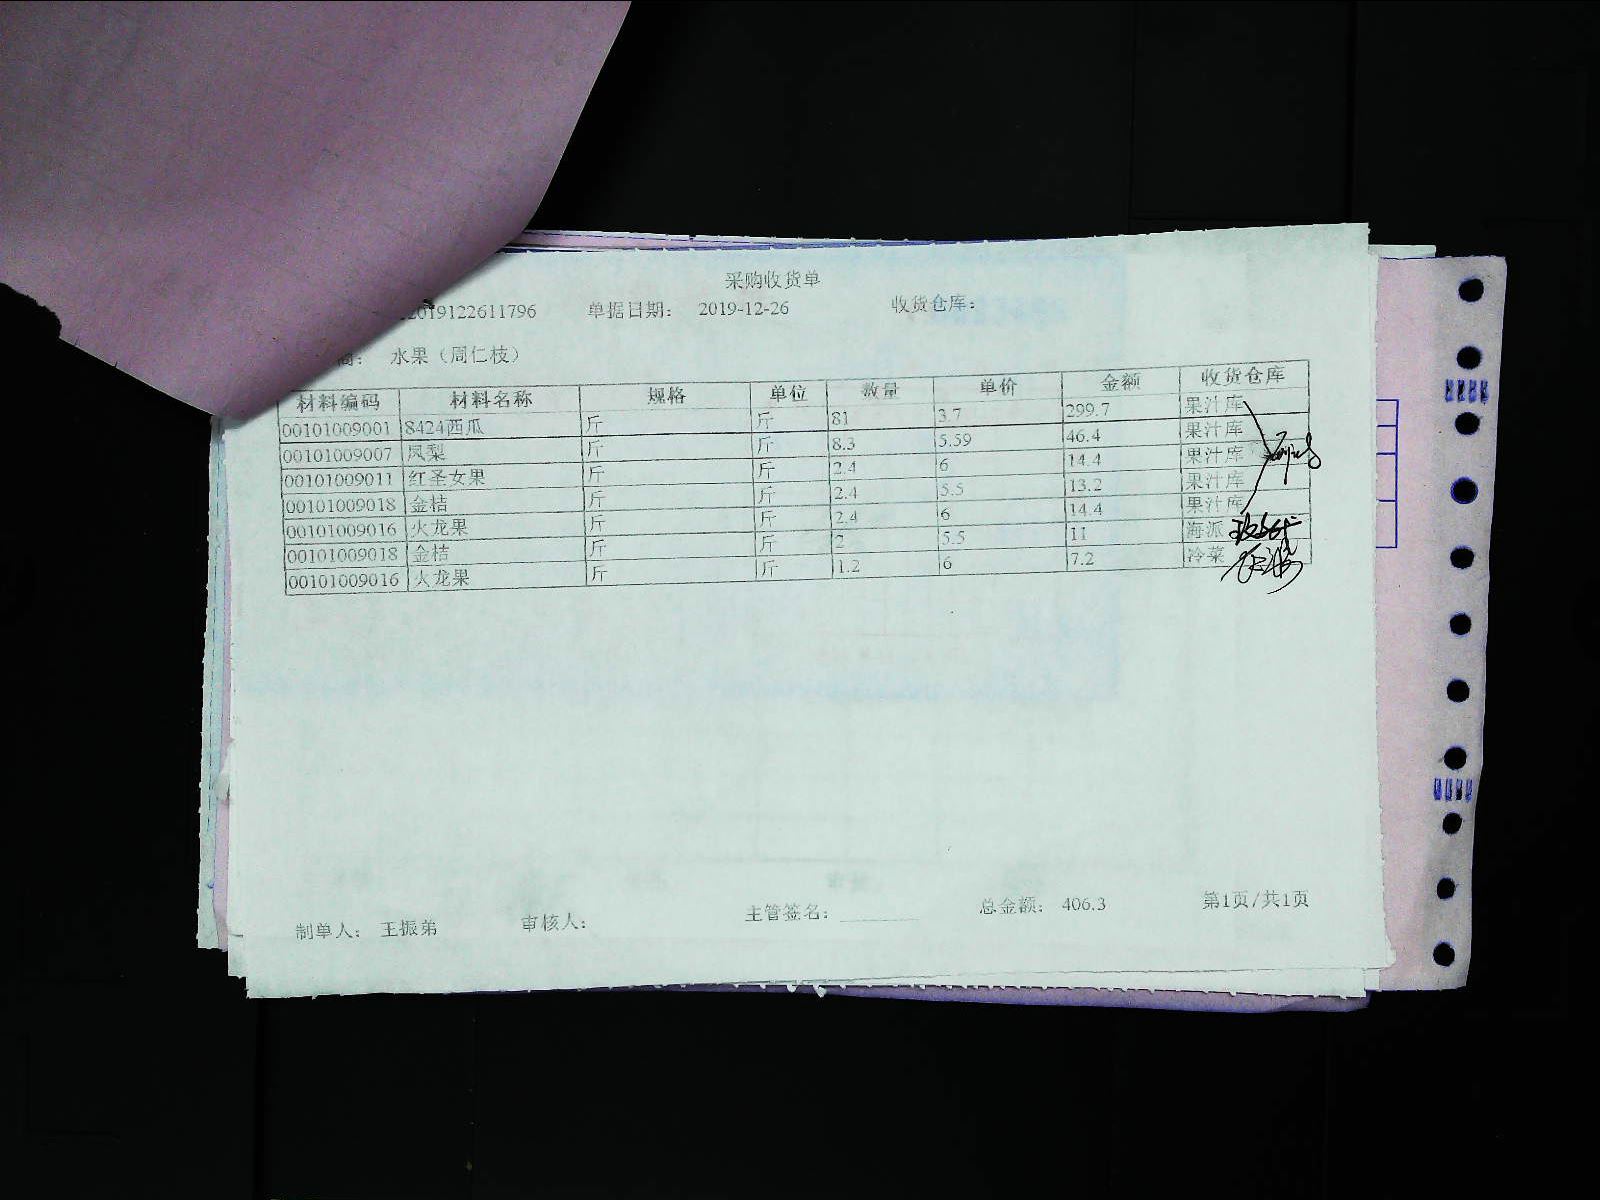 采购收货单
2019122611796 单据日期： 2019-12-26 收货仓库：
商： 水果（周仁枝）
材料编码 材料名称 规格 单位 数量 单价 金额 收货仓库
00101009001 8424西瓜 斤 斤 81 3.7 299.7 果汁库
00101009007 凤梨 斤 斤 8.3 5.59 46.4 果汁库
00101009011 红圣女果 斤 斤 2.4 6 14.4 果汁库
00101009018 金桔 斤 斤 2.4 5.5 13.2 果汁库
00101009016 火龙果 斤 斤 2.4 6 14.4 果汁库
00101009018 金桔 斤 斤 2 5.5 11 海派
00101009016 火龙果 斤 斤 1.2 6 7.2 冷菜
制单人： 王振弟 审核人： 主管签名： 总金额： 406.3 第1页/共1页